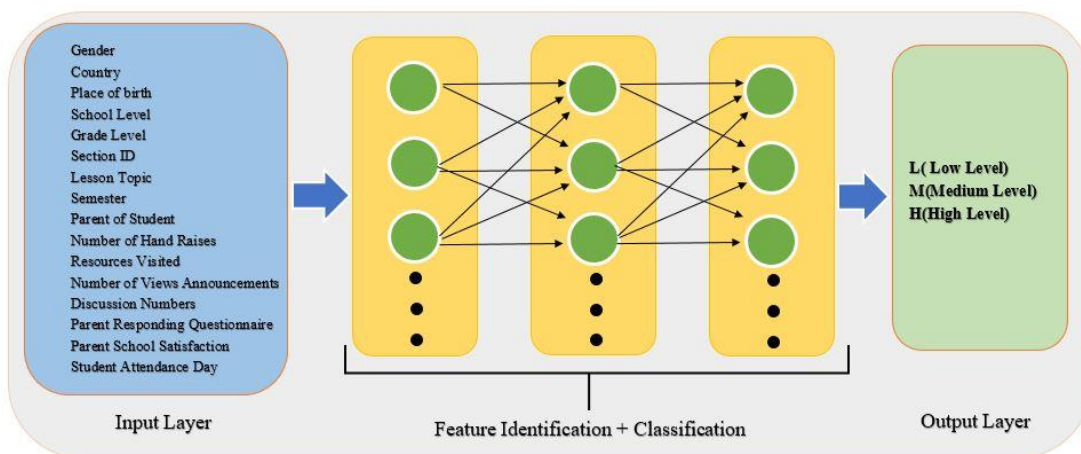 Gender
Country
Place of birth
School Level
Grade Level
Section ID
Lesson Topic
Semester
Parent of Student
Number of Hand Raises
Resources Visited
Number of Views Announcements
Discussion Numbers
Parent Responding Questionnaire
Parent School Satisfaction
Student Attendance Day
Input Layer
Feature Identification + Classification
L( Low Level)
M(Medium Level)
H(High Level)
Output Layer